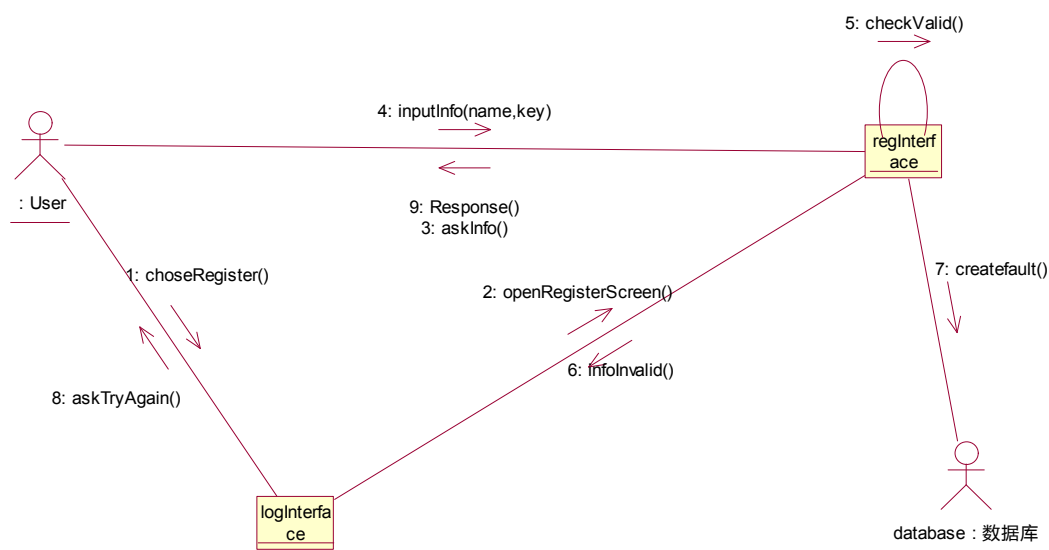 5: checkValid()
4: inputInfo(name,key)
regInterf
ace
: User
9: Response()
3: askInfo()
1: choseRegister()
7: createfault()
2: openRegisterScreen()
6: infoInvalid()
8: askTryAgain()
logInterfa
ce
database : 数据库